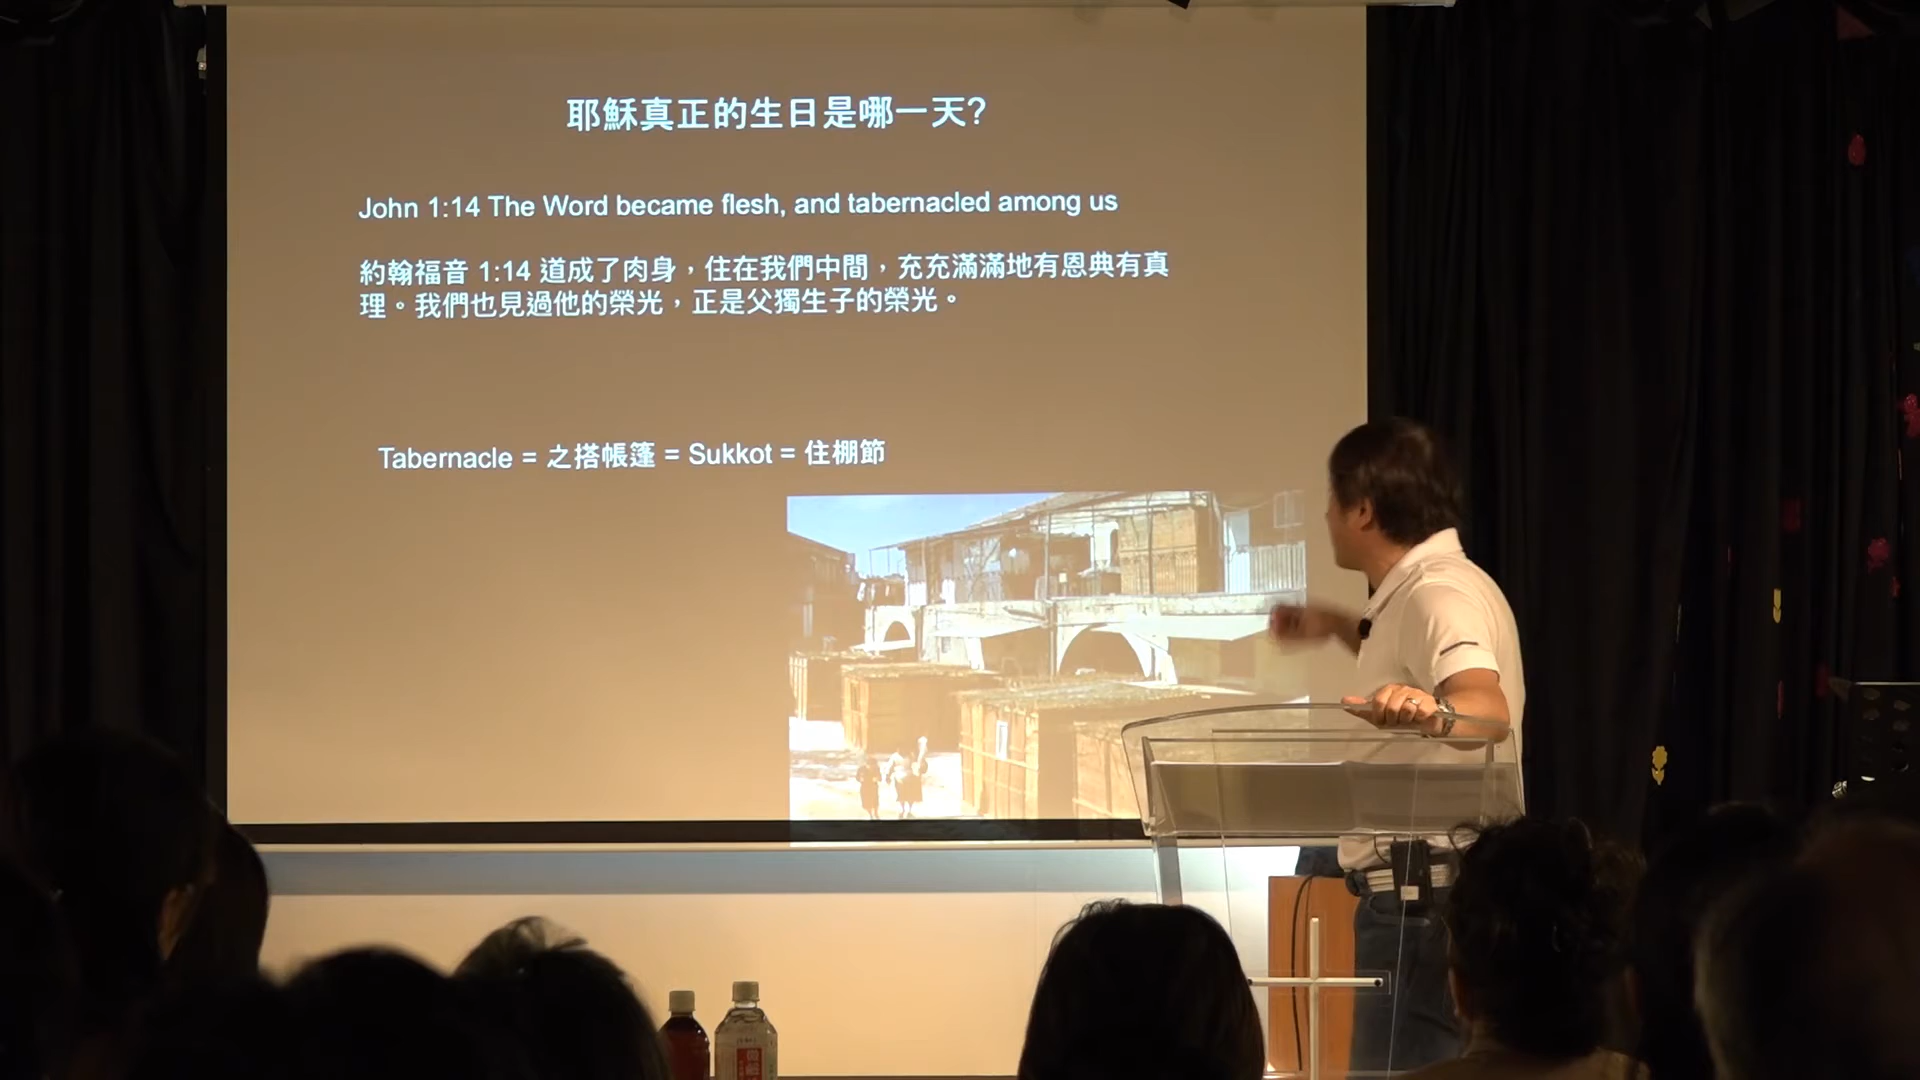 耶穌真正的生日是哪一天?
John 1:14 The Word became flesh, and tabernacled among us
約翰福音 1:14 道成了肉身，住在我們中間，充充滿滿地有恩典有真
理。我們也見過他的榮光，正是父獨生子的榮光。
Tabernacle = 之搭帳篷 = Sukkot = 住棚節